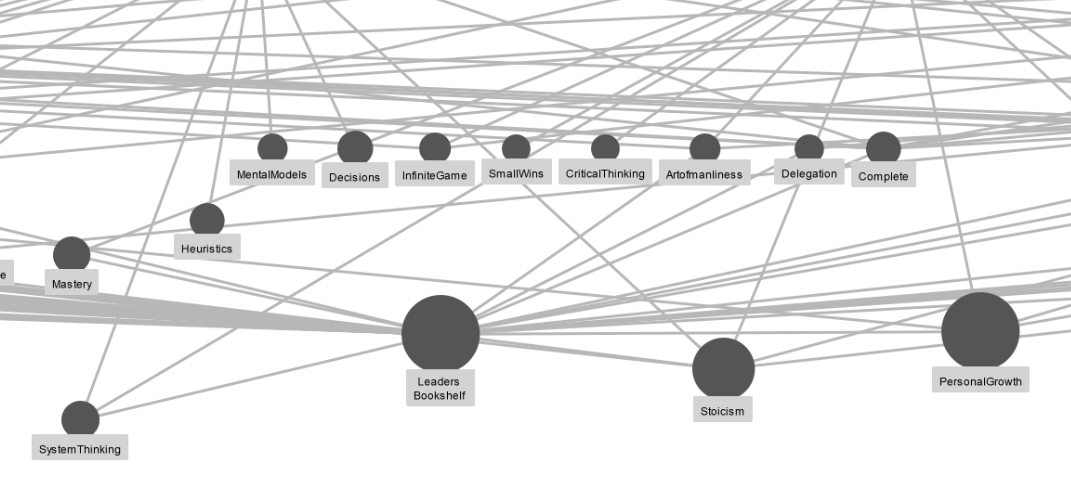 MentalModels
Decisions
InfiniteGame
SmallWins
CriticalThinking
Artofmanliness
Delegation
Complete
Heuristics
e
Mastery
Leaders
Bookshelf
PersonalGrowth
Stoicism
SystemThinking